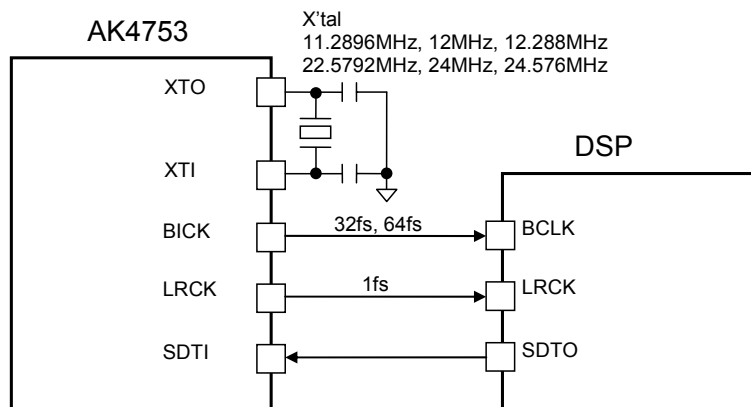 AK4753
X'tal
11.2896MHz, 12MHz, 12.288MHz
22.5792MHz, 24MHz, 24.576MHz
XTO
XTI
DSP
BICK
32fs, 64fs
BCLK
LRCK
1fs
LRCK
SDTI
SDTO